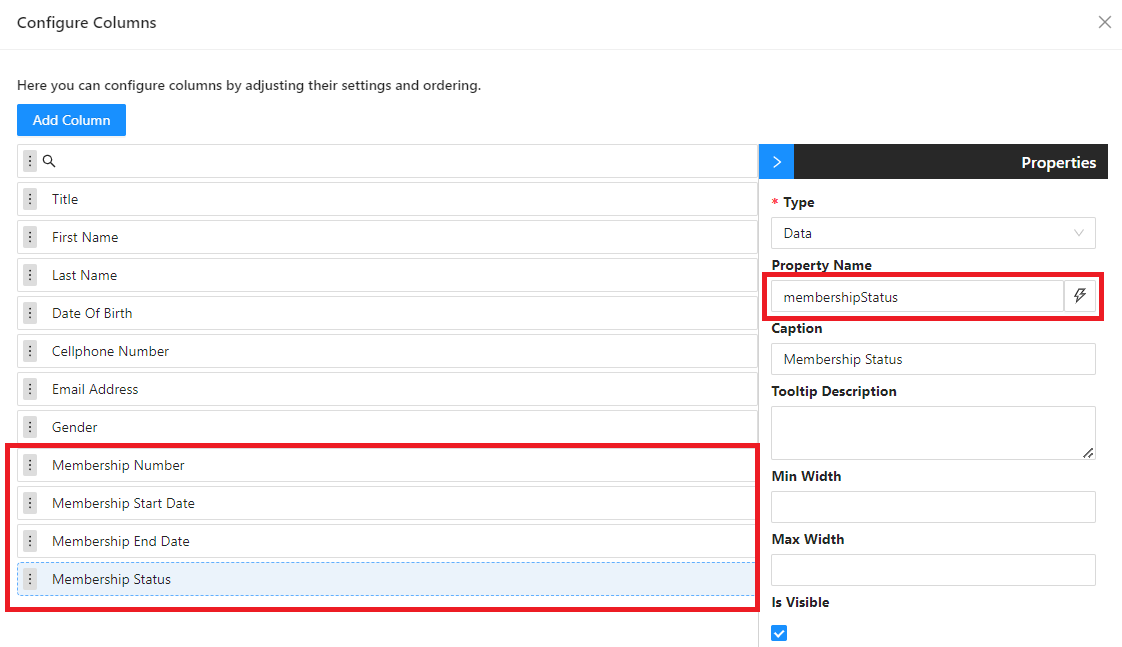 Configure Columns
Here you can configure columns by adjusting their settings and ordering.
Add Column
Title
First Name
Last Name
Date Of Birth
Cellphone Number
Email Address
Gender
Membership Number
Membership Start Date
Membership End Date
Membership Status
Properties
* Type
Data
Property Name
membershipStatus
Caption
Membership Status
Tooltip Description
Min Width
Max Width
Is Visible